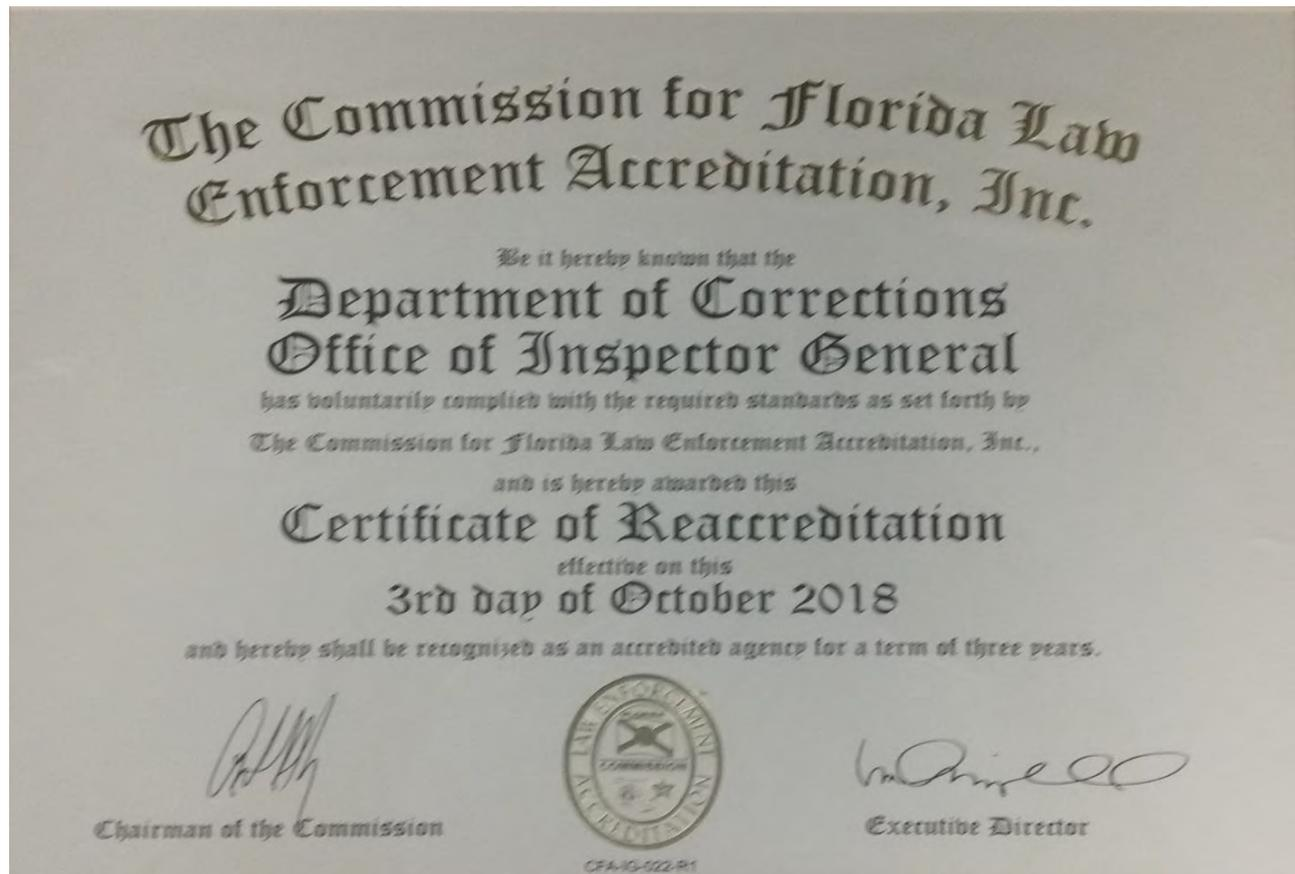 The Commission for Florida Law
Enforcement Accreditation, Inc.
Be it hereby known that the
Department of Corrections
Office of Inspector General
has voluntarily complied with the required standards as set forth by
The Commission for Florida Law Enforcement Accreditation, Inc.,
and is hereby awarded this
Certificate of Reaccreditation
effective on this
3rd day of October 2018
and hereby shall be recognized as an accredited agency for a term of three years.
LAW ENFORCEMENT
COMMISSION
ACCREDITATION
Chairman of the Commission
Executive Director
CFA-IG-022-R1